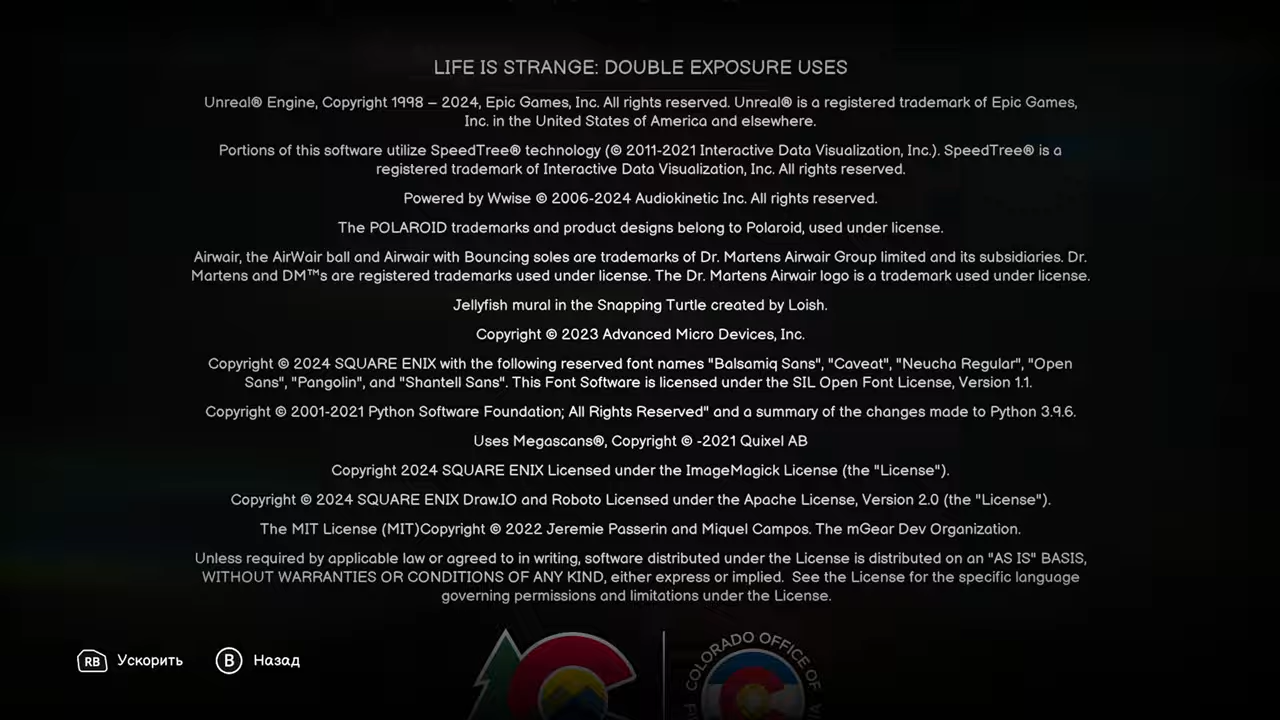 LIFE IS STRANGE: DOUBLE EXPOSURE USES
Unreal® Engine, Copyright 1998 – 2024, Epic Games, Inc. All rights reserved. Unreal® is a registered trademark of Epic Games,
Inc. in the United States of America and elsewhere.
Portions of this software utilize SpeedTree® technology (© 2011-2021 Interactive Data Visualization, Inc.). SpeedTree® is a
registered trademark of Interactive Data Visualization, Inc. All rights reserved.
Powered by Wwise © 2006-2024 Audiokinetic Inc. All rights reserved.
The POLAROID trademarks and product designs belong to Polaroid, used under license.
Airwair, the AirWair ball and Airwair with Bouncing soles are trademarks of Dr. Martens Airwair Group limited and its subsidiaries. Dr.
Martens and DM™s are registered trademarks used under license. The Dr. Martens Airwair logo is a trademark used under license.
Jellyfish mural in the Snapping Turtle created by Loish.
Copyright © 2023 Advanced Micro Devices, Inc.
Copyright © 2024 SQUARE ENIX with the following reserved font names "Balsamiq Sans", "Caveat", "Neucha Regular", "Open
Sans", "Pangolin", and "Shantell Sans". This Font Software is licensed under the SIL Open Font License, Version 1.1.
Copyright © 2001-2021 Python Software Foundation; All Rights Reserved" and a summary of the changes made to Python 3.9.6.
Uses Megascans®, Copyright © -2021 Quixel AB
Copyright 2024 SQUARE ENIX Licensed under the ImageMagick License (the "License").
Copyright © 2024 SQUARE ENIX Draw.IO and Roboto Licensed under the Apache License, Version 2.0 (the "License").
The MIT License (MIT)Copyright © 2022 Jeremie Passerin and Miquel Campos. The mGear Dev Organization.
Unless required by applicable law or agreed to in writing, software distributed under the License is distributed on an "AS IS" BASIS,
WITHOUT WARRANTIES OR CONDITIONS OF ANY KIND, either express or implied.  See the License for the specific language
governing permissions and limitations under the License.
COLORADO OFFICE OF
RB Ускорить B Назад